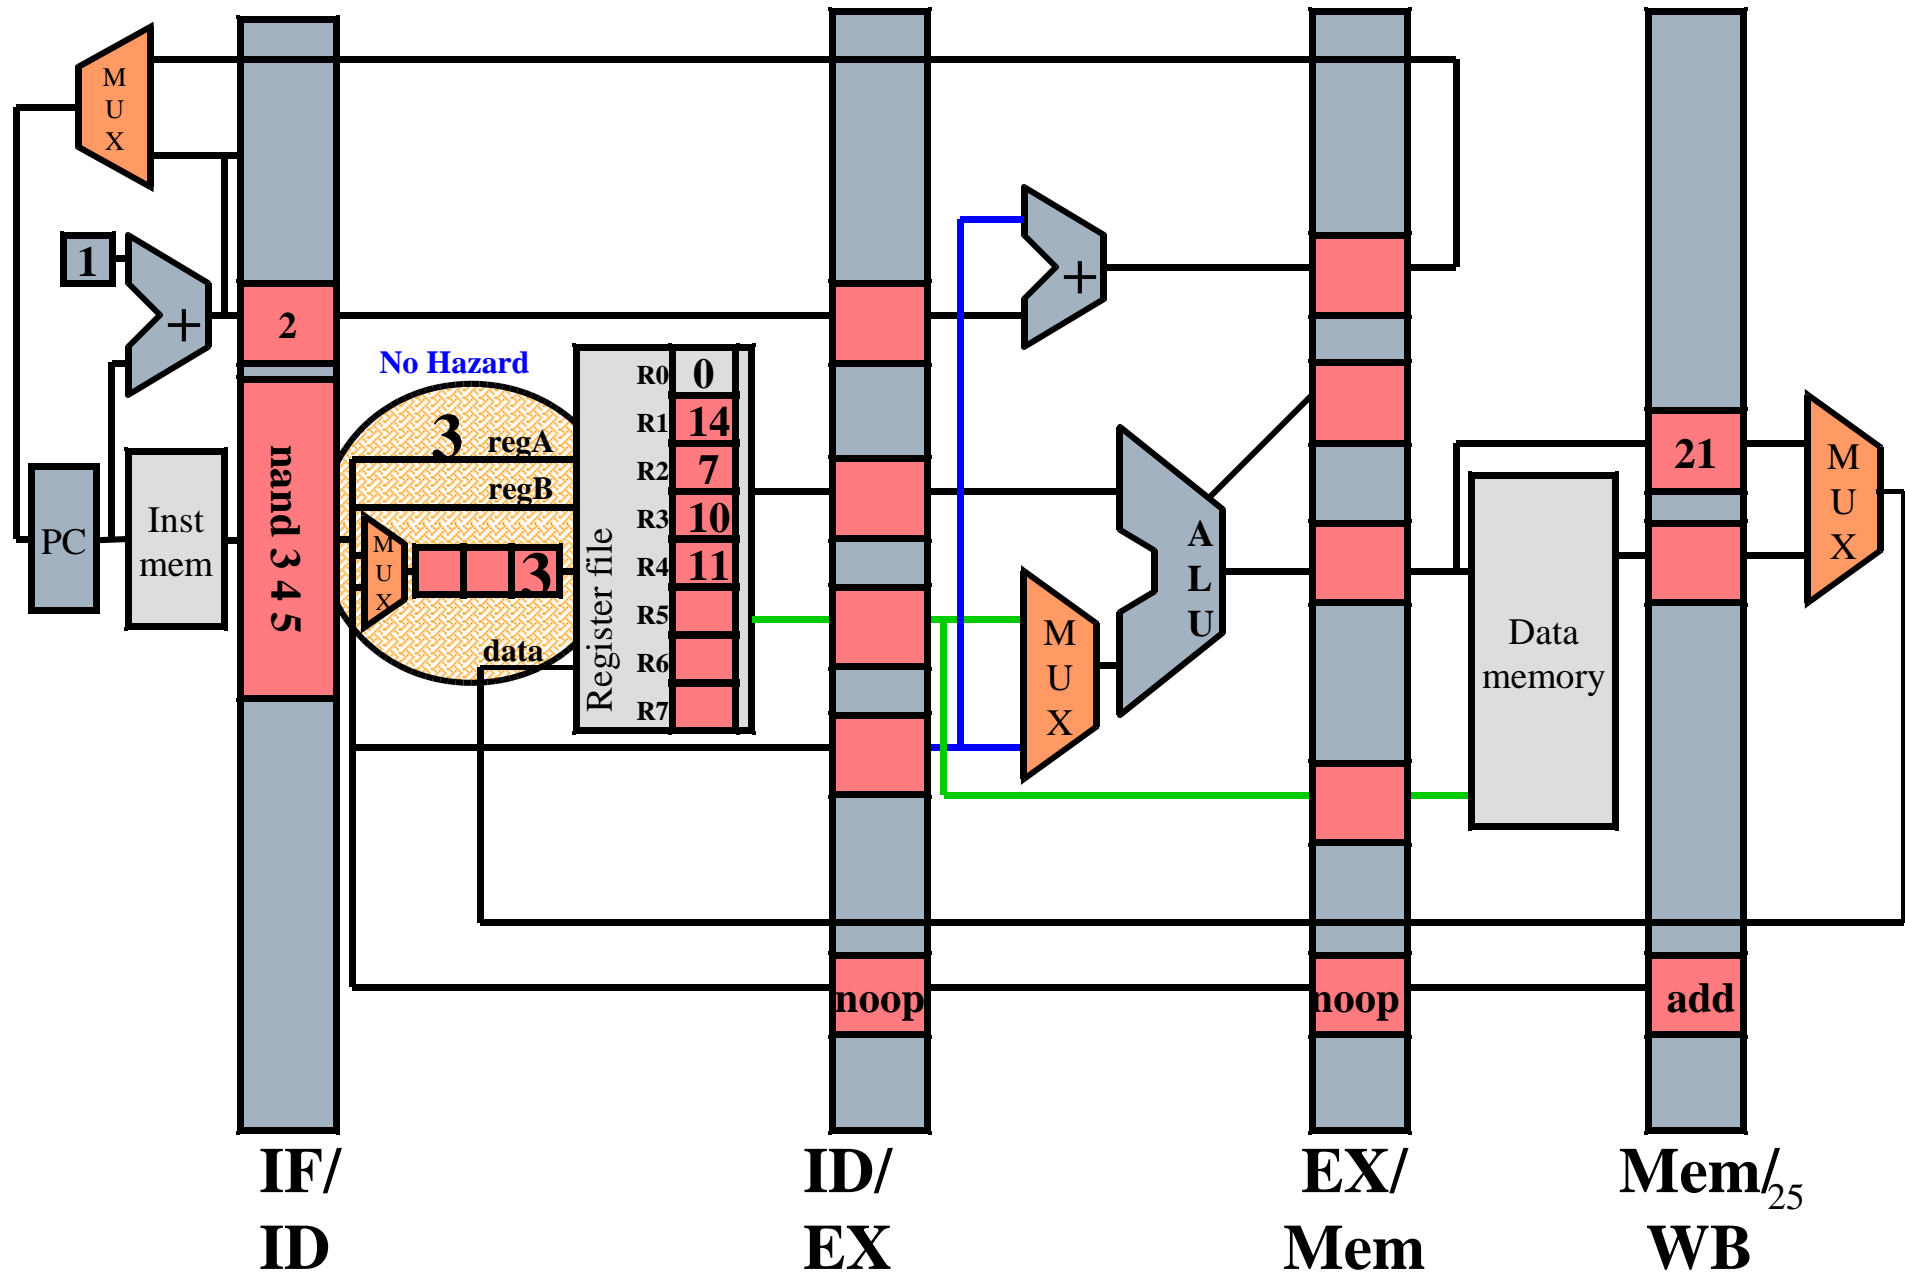 M
U
X
1
+
2
+
No Hazard
3 regA
regB
M
U
X
3
data
PC
Inst
mem
nand 3 4 5
Register file
R0 0
R1 14
R2 7
R3 10
R4 11
R5
R6
R7
M
U
X
A
L
U
Data
memory
21
M
U
X
noop
noop
add
IF/
ID
ID/
EX
EX/
Mem
Mem/
WB
25